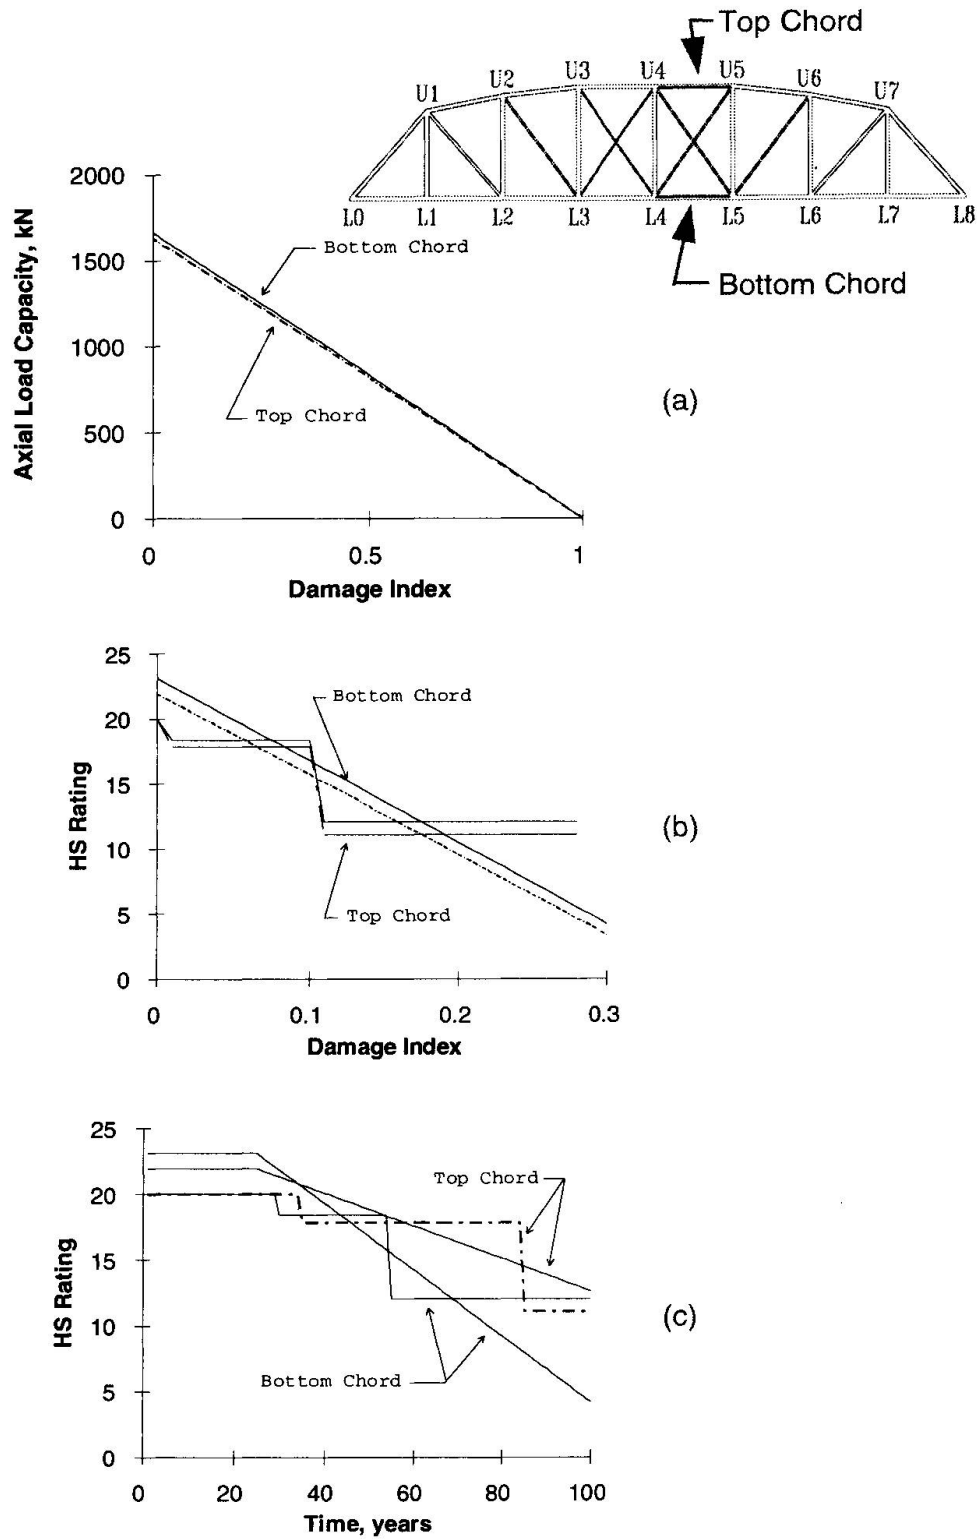 Top Chord
U1 U2 U3 U4 U5 U6 U7
L0 L1 L2 L3 L4 L5 L6 L7 L8
Bottom Chord
Axial Load Capacity, kN
2000
1500
1000
500
0
Bottom Chord
Top Chord
0 0.5 1
Damage Index
(a)
HS Rating
25
20
15
10
5
0
Bottom Chord
Top Chord
0 0.1 0.2 0.3
Damage Index
(b)
HS Rating
25
20
15
10
5
0
Top Chord
Bottom Chord
0 20 40 60 80 100
Time, years
(c)